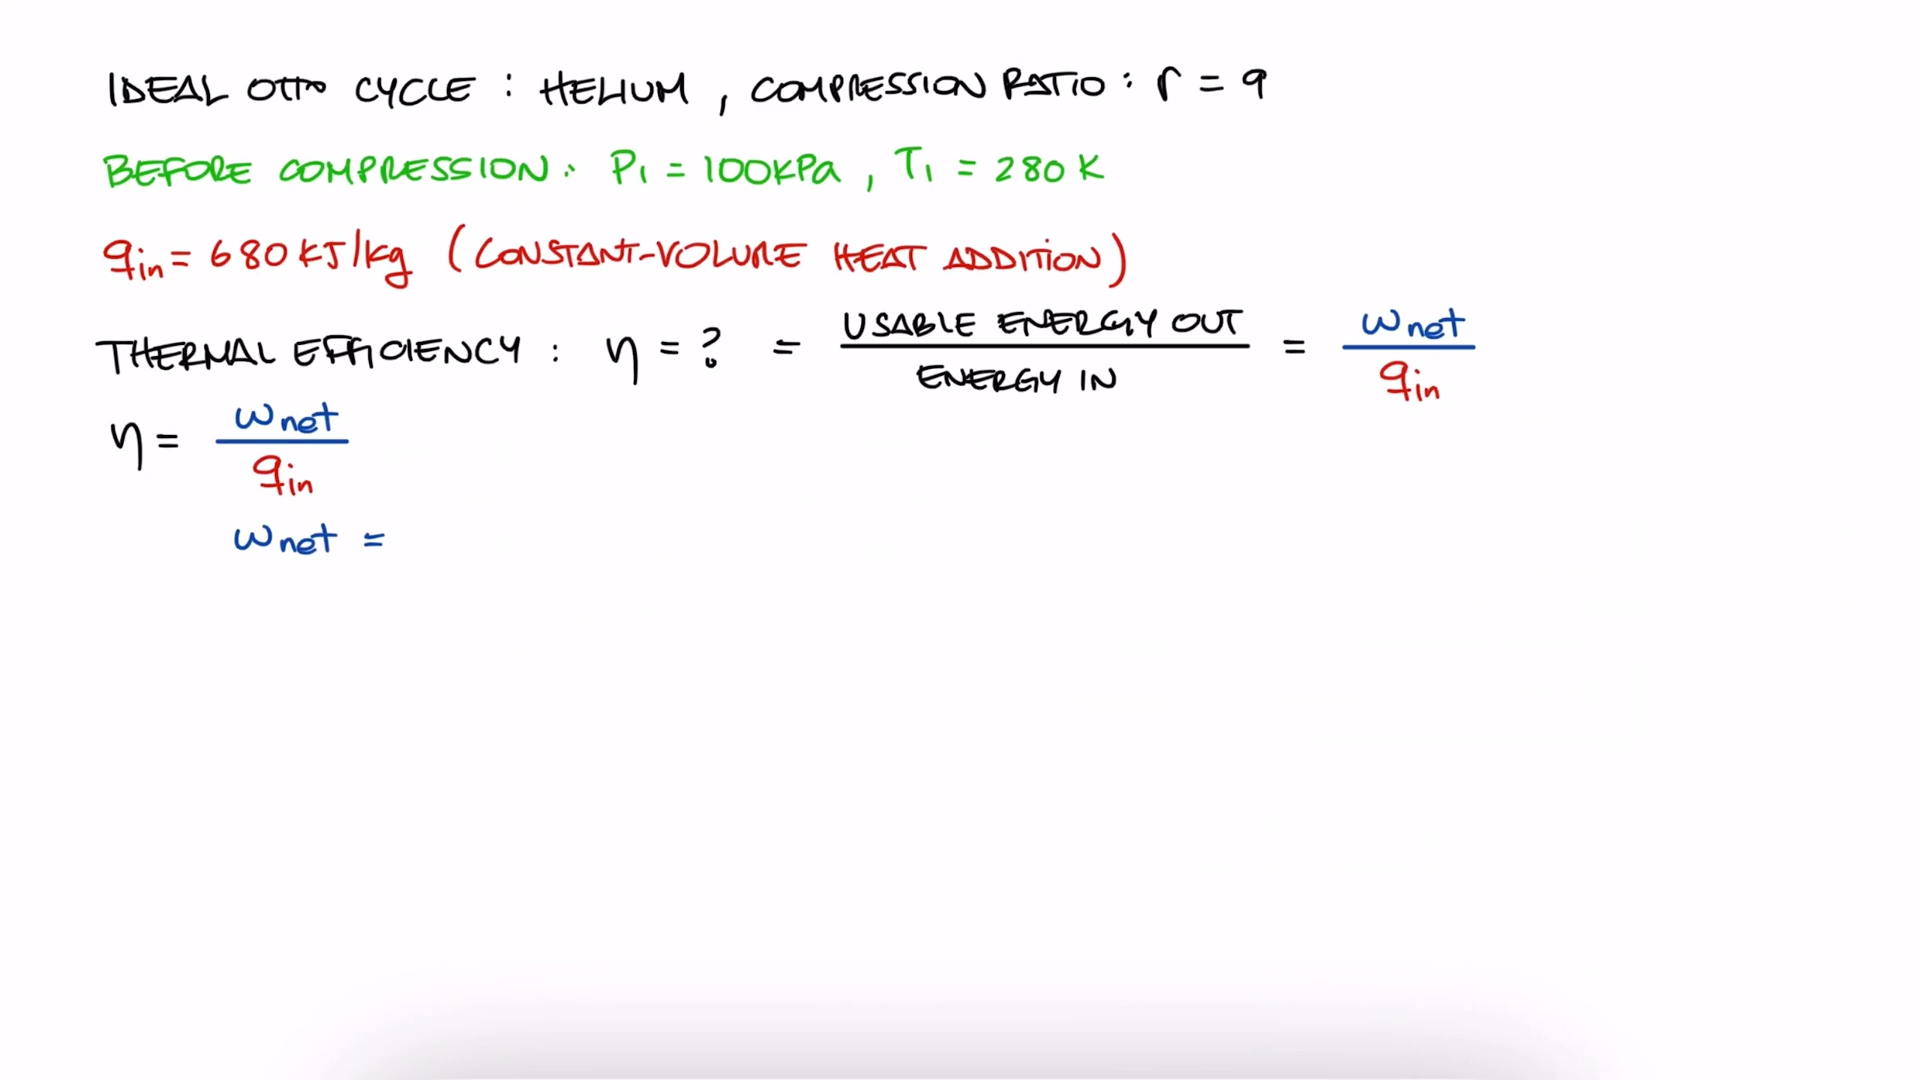 IDEAL OTTO CYCLE : HELIUM , COMPRESSION RATIO : r = 9
BEFORE COMPRESSION: P1 = 100kPa , T1 = 280 K
qin = 680 kJ/kg (CONSTANT-VOLUME HEAT ADDITION)
THERMAL EFFICIENCY : η = ? = USABLE ENERGY OUT / ENERGY IN = wnet / qin
η = wnet / qin
wnet =